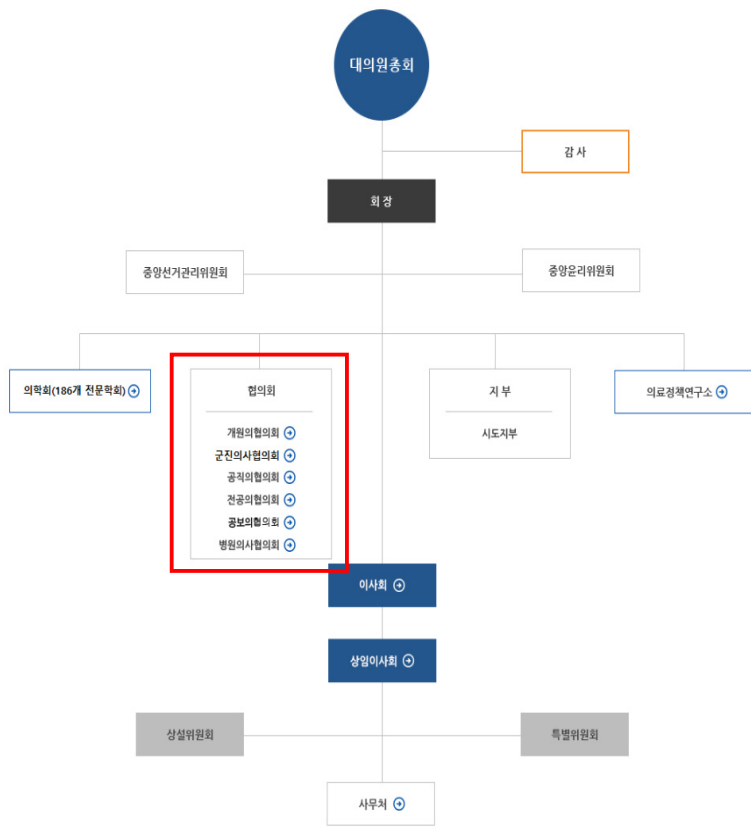 대의원총회
감 사
회 장
중앙선거관리위원회
중앙윤리위원회
의학회(186개 전문학회)
협의회
개원의협의회
군진의사협의회
공직의협의회
전공의협의회
공보의협의회
병원의사협의회
지 부
시도지부
의료정책연구소
이사회
상임이사회
상설위원회
특별위원회
사무처